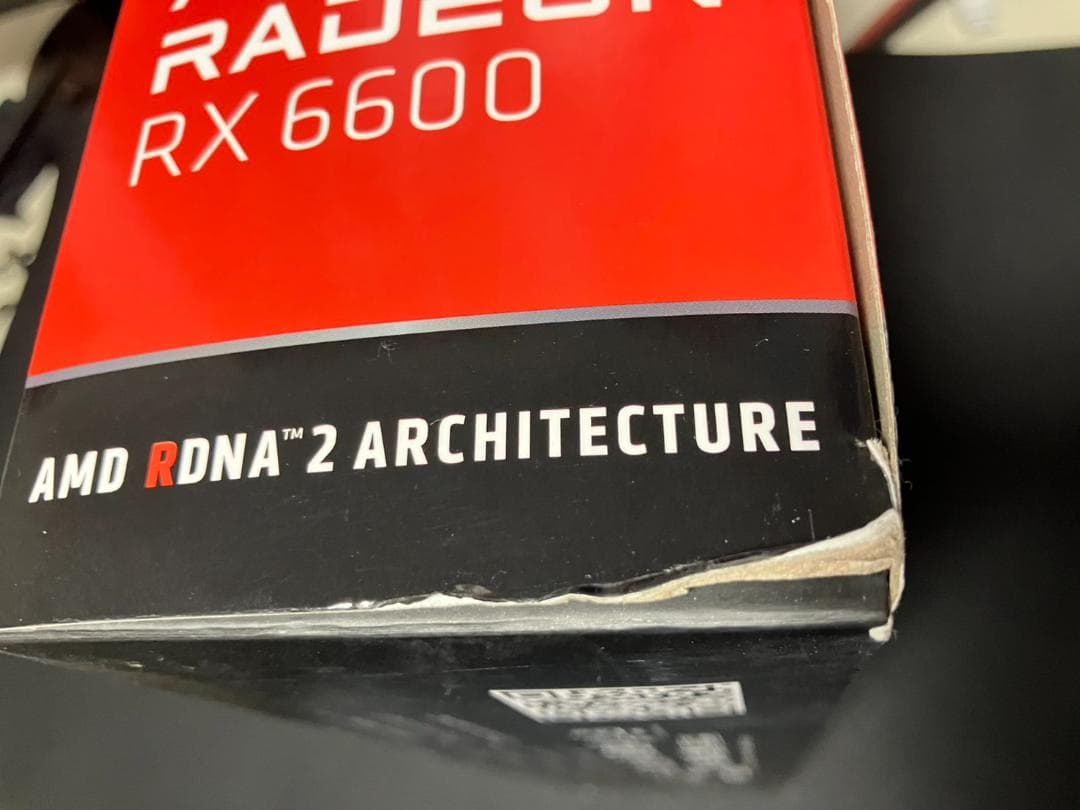 RADEON
RX 6600
AMD RDNA™ 2 ARCHITECTURE